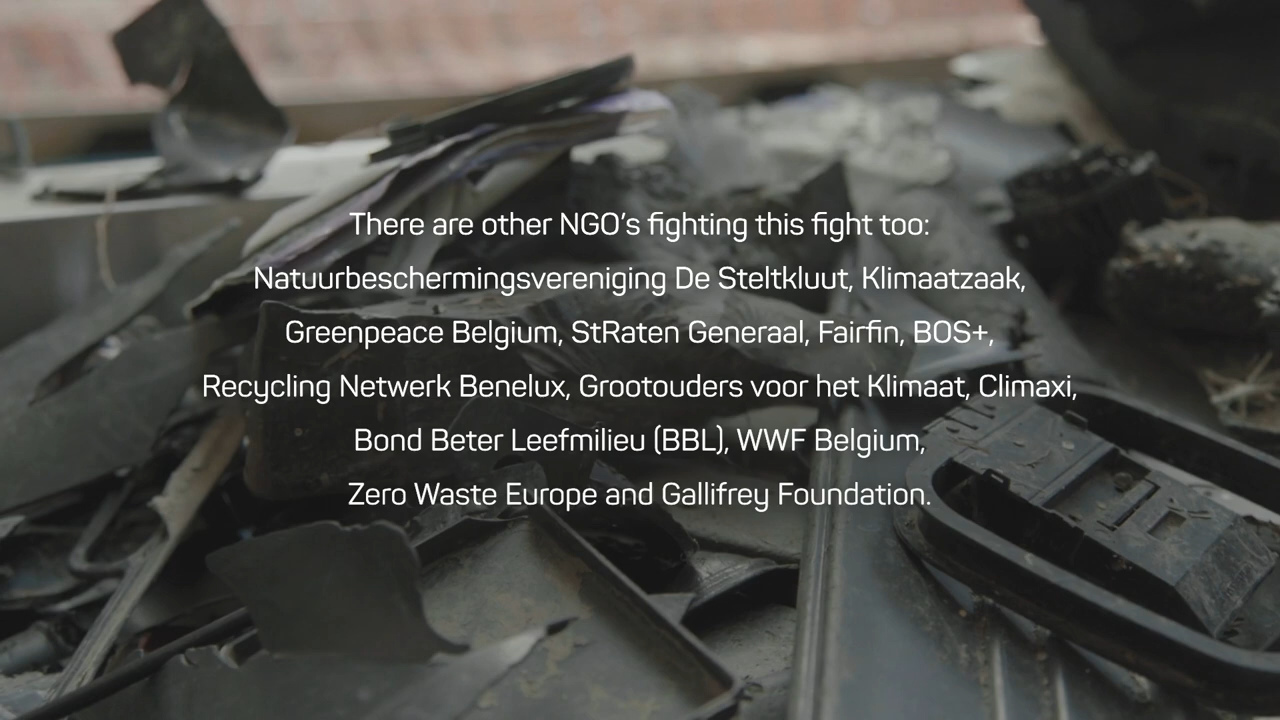 There are other NGO’s fighting this fight too:
Natuurbeschermingsvereniging De Steltkluut, Klimaatzaak,
Greenpeace Belgium, StRaten Generaal, Fairfin, BOS+,
Recycling Netwerk Benelux, Grootouders voor het Klimaat, Climaxi,
Bond Beter Leefmilieu (BBL), WWF Belgium,
Zero Waste Europe and Gallifrey Foundation.